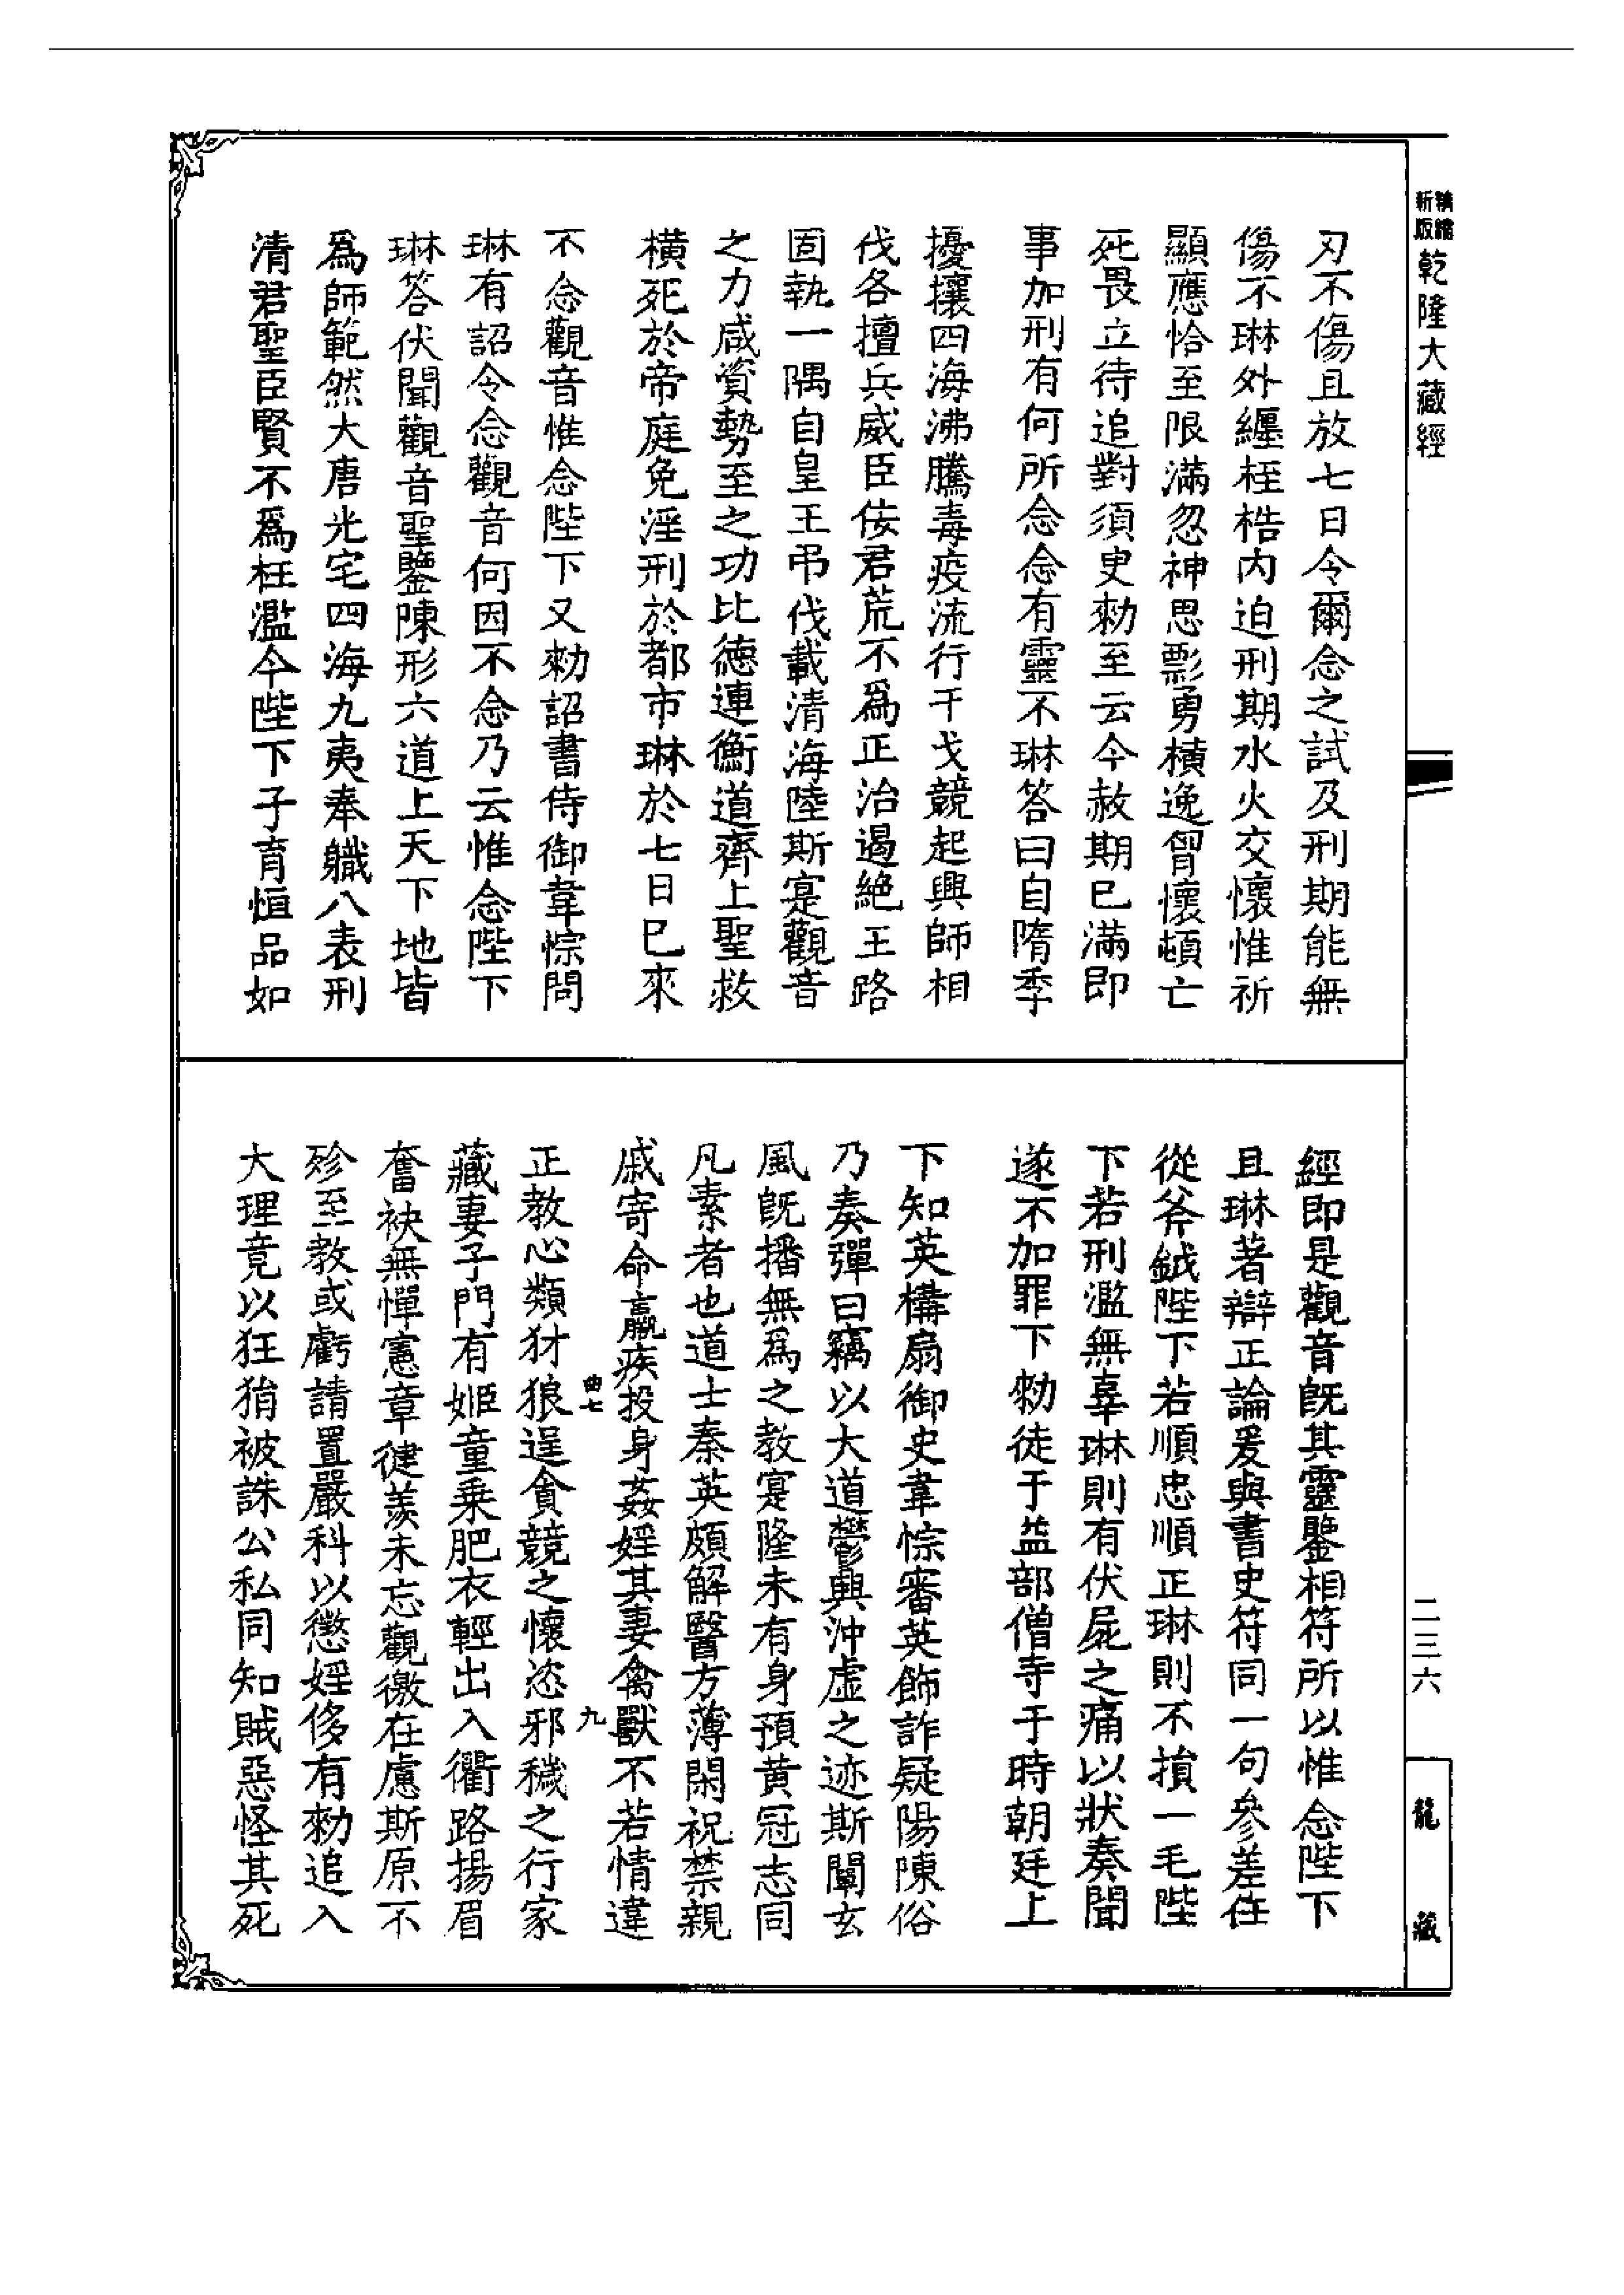 精縮新版乾隆大藏經
刃不傷且放七日令爾念之試及刑期能無
傷不琳外纏桎梏內迫刑期水火交懷惟祈
顯應恰至限滿忽神思彯勇橫逸胷懷頓亡
死畏立待追對須臾勑至云今赦期已滿即
事加刑有何所念念有靈不琳答曰自隋季
擾攘四海沸騰毒疫流行干戈競起興師相
伐各擅兵威臣佞君荒不爲正治遏絕王路
固執一隅自皇王弔伐載清海陸斯寔觀音
之力咸資勢至之功比德連衡道齊上聖救
橫死於帝庭免淫刑於都市琳於七日已來
不念觀音惟念陛下又勑詔書侍御韋悰問
琳有詔令念觀音何因不念乃云惟念陛下
琳答伏聞觀音聖鑒陳形六道上天下地皆
爲師範然大唐光宅四海九夷奉職八表刑
清君聖臣賢不爲枉濫今陛下子育恒品如
經即是觀音旣其靈鑒相符所以惟念陛下
且琳著辯正論爰與書史符同一句參差任
從斧鉞陛下若順忠順正琳則不損一毛陛
下若刑濫無辜琳則有伏屍之痛以狀奏聞
遂不加罪下勑徒于益部僧寺于時朝廷上
下知英構扇御史韋悰審英飾詐疑陽陳俗
乃奏彈曰竊以大道鬱興沖虛之迹斯闡玄
風旣播無爲之教寔隆未有身預黃冠志同
凡素者也道士秦英頗解醫方薄閑祝禁親
戚寄命羸疾投身姦婬其妻禽獸不若情違
曲七
九
正教心類犲狼逞貪競之懷恣邪穢之行家
藏妻子門有姬童乘肥衣輕出入衢路揚眉
奮袂無憚憲章健羨未忘觀徼在慮斯原不
殄至教或虧請置嚴科以懲婬侈有勑追入
大理竟以狂狷被誅公私同知賊惡怪其死
二三六
龍藏